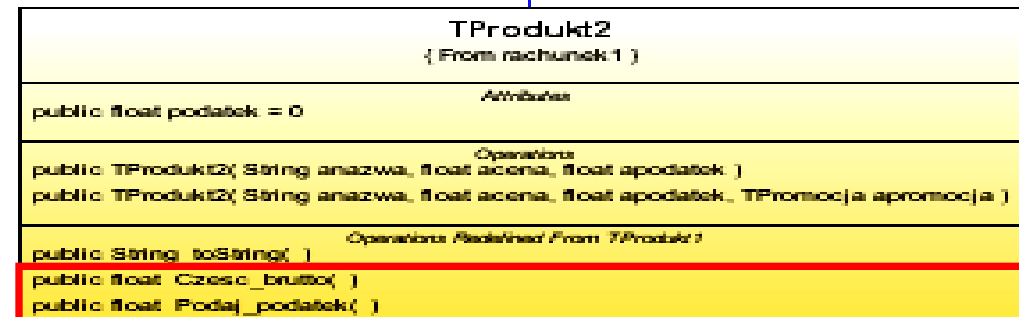 TProdukt2
{ From rachunek1 }
Attributes
public float podatek = 0
Operations
public TProdukt2( String anazwa, float acena, float apodatek )
public TProdukt2( String anazwa, float acena, float apodatek, TPromocja apromocja )
Operations Redefined From TProdukt1
public String toString( )
public float Czesc_brutto( )
public float Podaj_podatek( )